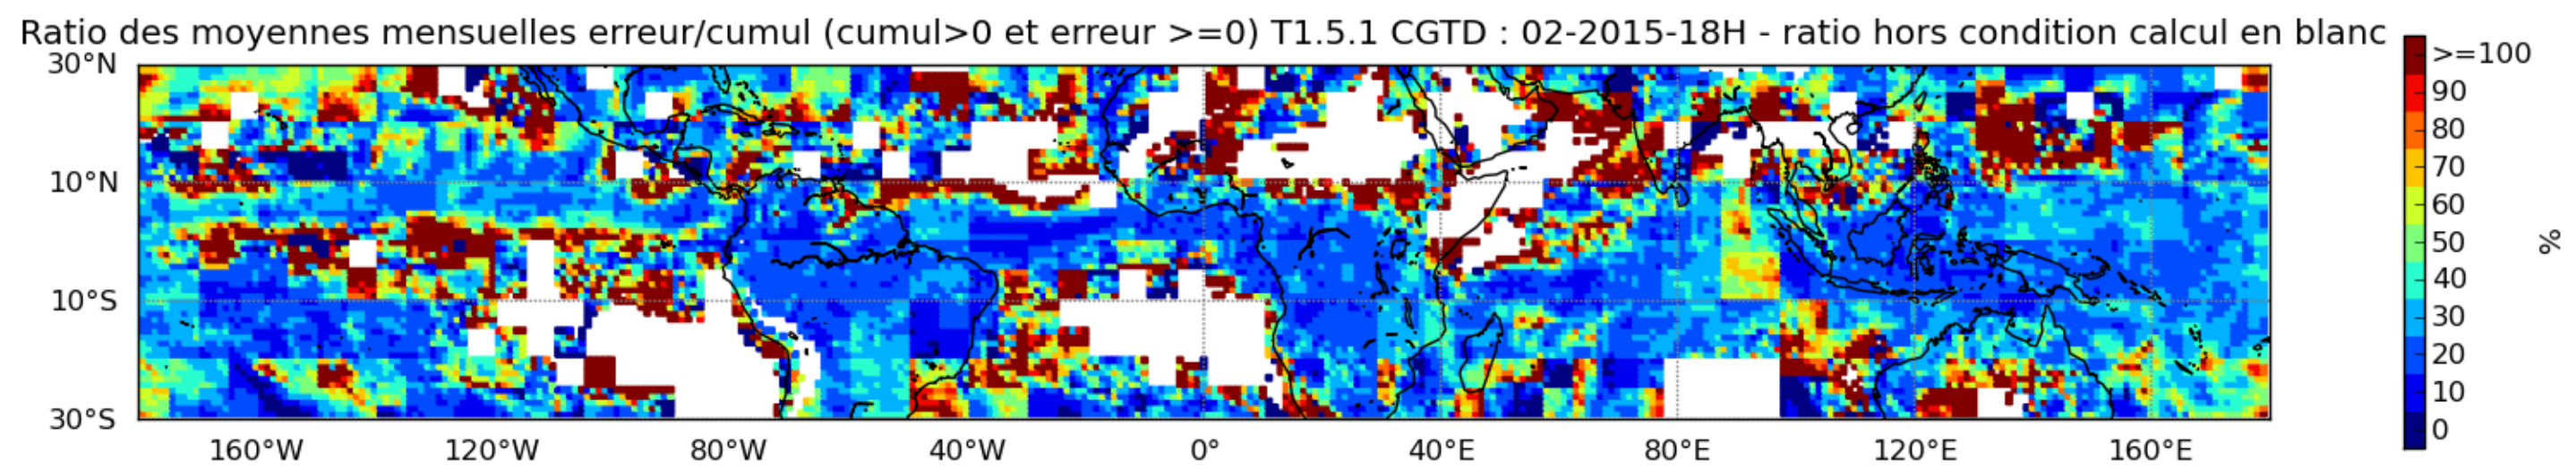 Ratio des moyennes mensuelles erreur/cumul (cumul>0 et erreur >=0) T1.5.1 CGTD : 02-2015-18H - ratio hors condition calcul en blanc
30°N
10°N
10°S
30°S
160°W 120°W 80°W 40°W 0° 40°E 80°E 120°E 160°E
>=100
90
80
70
60
50
40
30
20
10
0
%